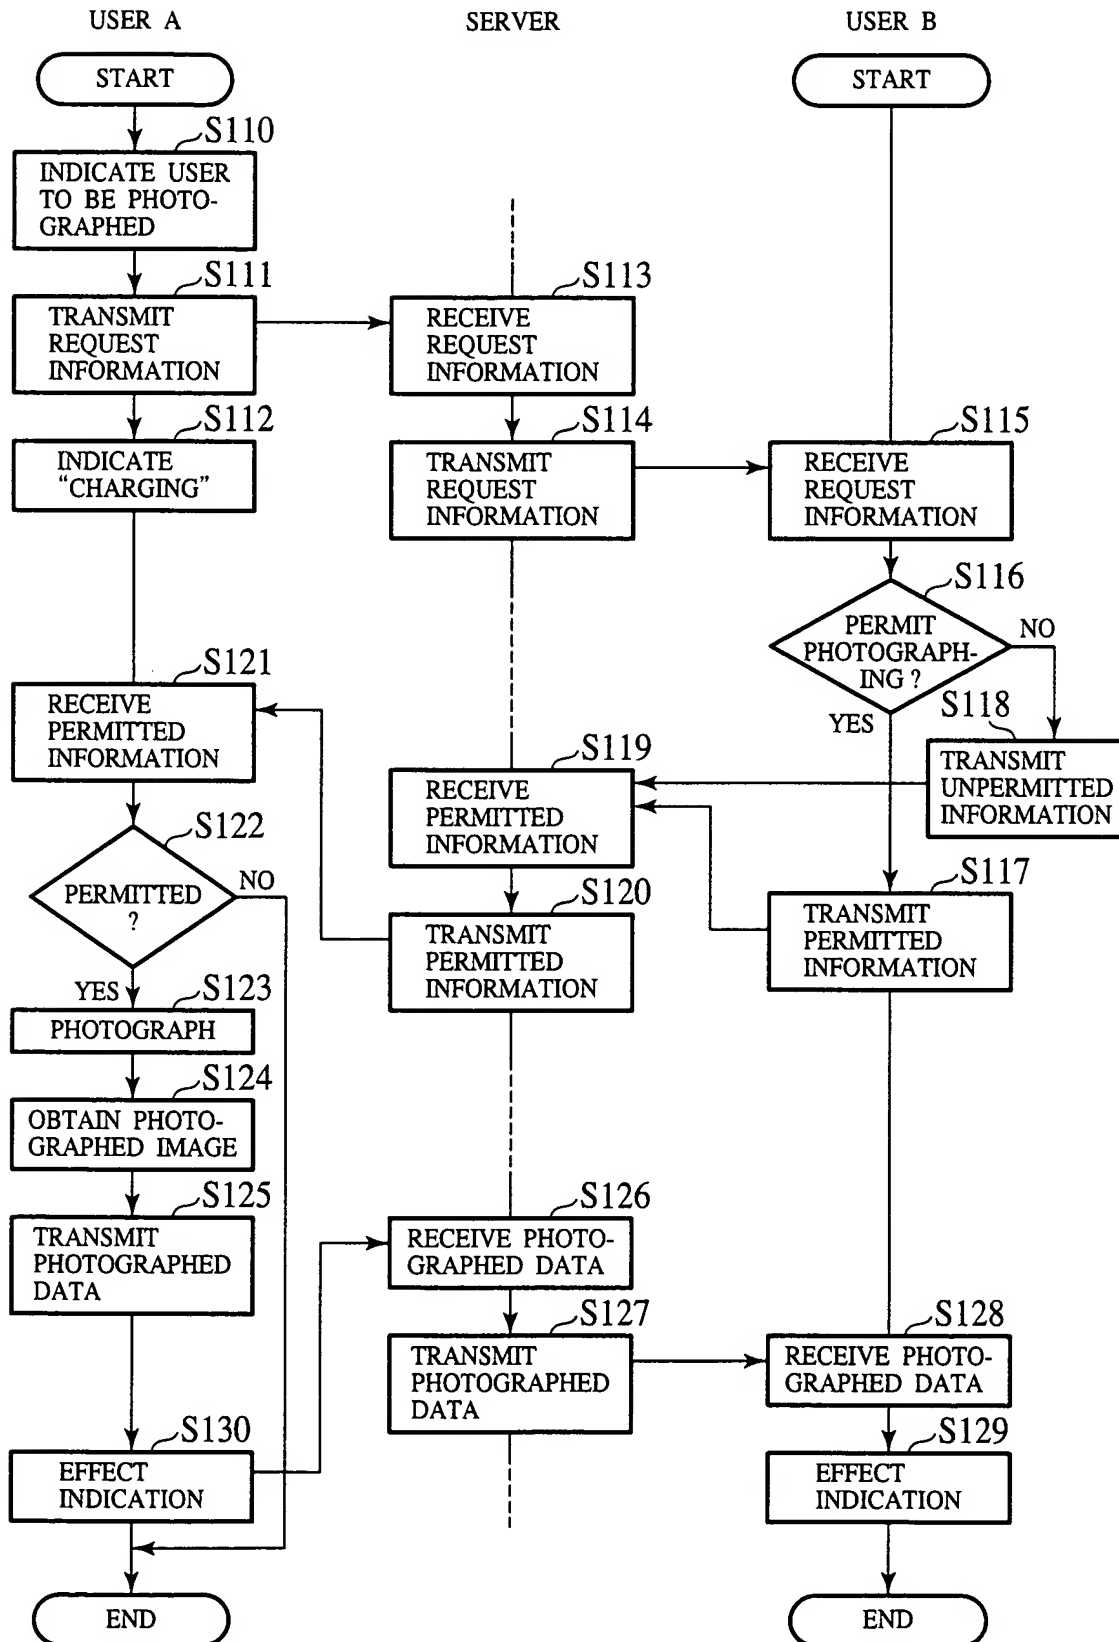 USER A
SERVER
USER B
START
START
S110
INDICATE USER
TO BE PHOTO-
GRAPHED
S111
TRANSMIT
REQUEST
INFORMATION
S113
RECEIVE
REQUEST
INFORMATION
S112
INDICATE
“CHARGING”
S114
TRANSMIT
REQUEST
INFORMATION
S115
RECEIVE
REQUEST
INFORMATION
S116
PERMIT
PHOTOGRAPH-
ING ?
NO
YES
S118
TRANSMIT
UNPERMITTED
INFORMATION
S121
RECEIVE
PERMITTED
INFORMATION
S119
RECEIVE
PERMITTED
INFORMATION
S122
PERMITTED
?
NO
YES
S120
TRANSMIT
PERMITTED
INFORMATION
S117
TRANSMIT
PERMITTED
INFORMATION
S123
PHOTOGRAPH
S124
OBTAIN PHOTO-
GRAPHED IMAGE
S125
TRANSMIT
PHOTOGRAPHED
DATA
S126
RECEIVE PHOTO-
GRAPHED DATA
S127
TRANSMIT
PHOTOGRAPHED
DATA
S128
RECEIVE PHOTO-
GRAPHED DATA
S130
EFFECT
INDICATION
S129
EFFECT
INDICATION
END
END